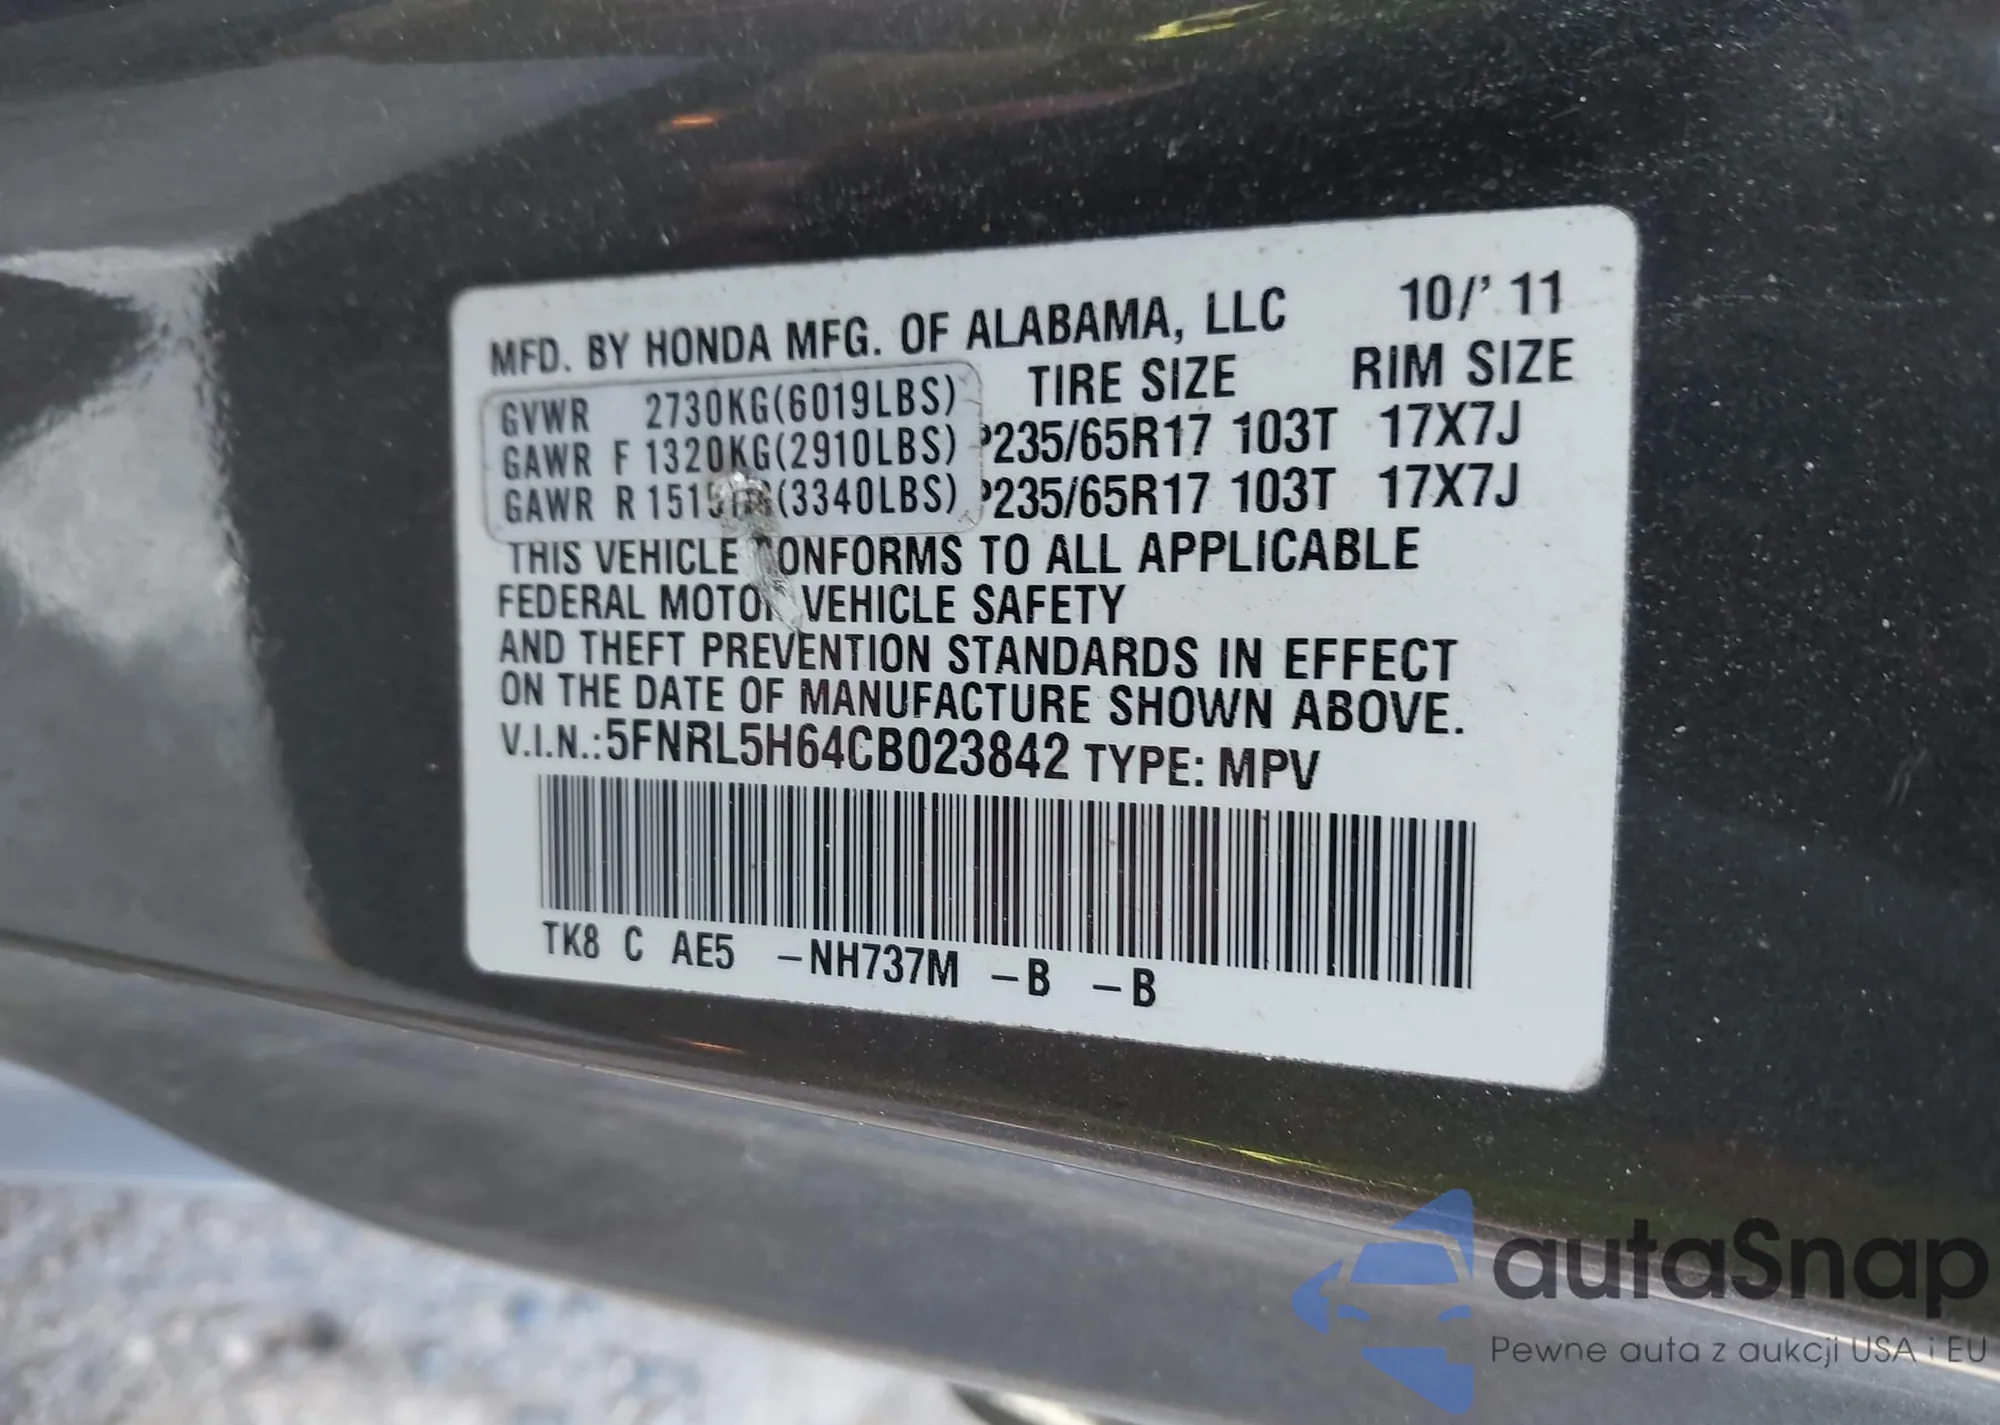 MFD. BY HONDA MFG. OF ALABAMA, LLC 10/' 11
TIRE SIZE RIM SIZE
GVWR 2730KG(6019LBS)
GAWR F 1320KG(2910LBS) P235/65R17 103T 17X7J
GAWR R (3340LBS) P235/65R17 103T 17X7J
THIS VEHICLE CONFORMS TO ALL APPLICABLE
FEDERAL MOTOR VEHICLE SAFETY
AND THEFT PREVENTION STANDARDS IN EFFECT
ON THE DATE OF MANUFACTURE SHOWN ABOVE.
V.I.N.:5FNRL5H64CB023842 TYPE: MPV
TK8 C AE5 -NH737M -B -B
autaSnap
Pewne auta z aukcji USA i EU